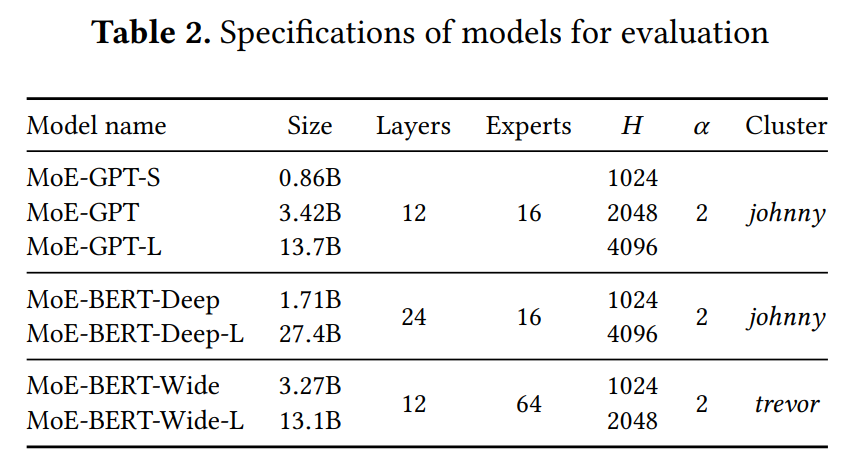 Table 2. Specifications of models for evaluation
Model name Size Layers Experts H α Cluster
MoE-GPT-S 0.86B 1024
MoE-GPT 3.42B 12 16 2048 2 johnny
MoE-GPT-L 13.7B 4096
MoE-BERT-Deep 1.71B 24 16 1024 2 johnny
MoE-BERT-Deep-L 27.4B 4096
MoE-BERT-Wide 3.27B 12 64 1024 2 trevor
MoE-BERT-Wide-L 13.1B 2048